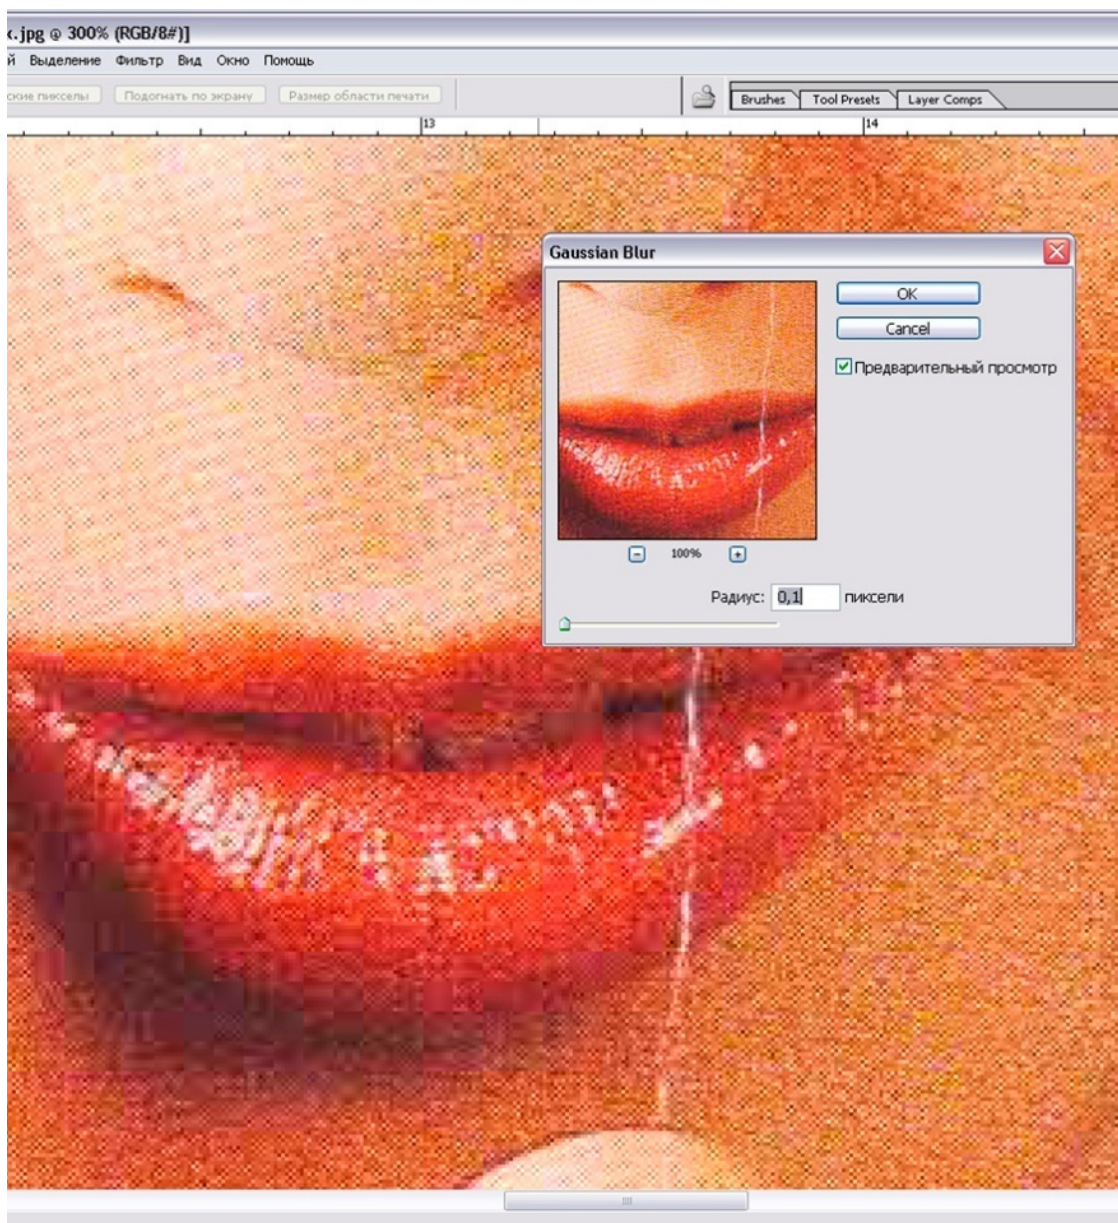 x.jpg @ 300% (RGB/8#)]
й Выделение Фильтр Вид Окно Помощь
ские пикселы Подогнать по экрану Размер области печати Brushes Tool Presets Layer Comps
13 14
Gaussian Blur
OK
Cancel
Предварительный просмотр
100%
Радиус: 0,1 пиксели